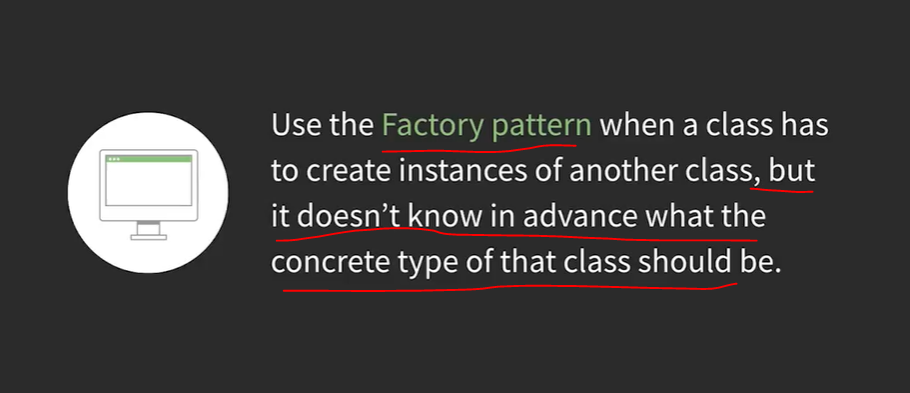 Use the Factory pattern when a class has
to create instances of another class, but
it doesn’t know in advance what the
concrete type of that class should be.